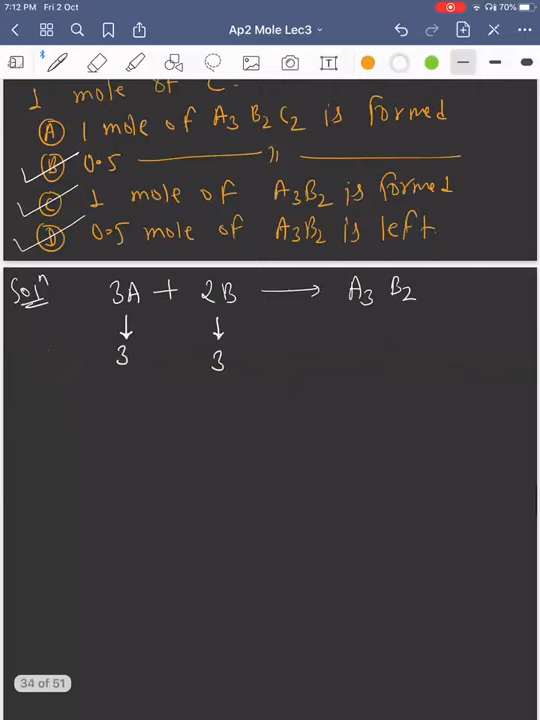 7:12 PM Fri 2 Oct
70%
Ap2 Mole Lec3
1 mole of C.
A 1 mole of A₃ B₂ C₂ is formed
B 0.5 ——— 〃 ———
C 1 mole of A₃B₂ is formed
D 0.5 mole of A₃B₂ is left.
Solⁿ 3A + 2B → A₃ B₂
↓ ↓
3 3
34 of 51